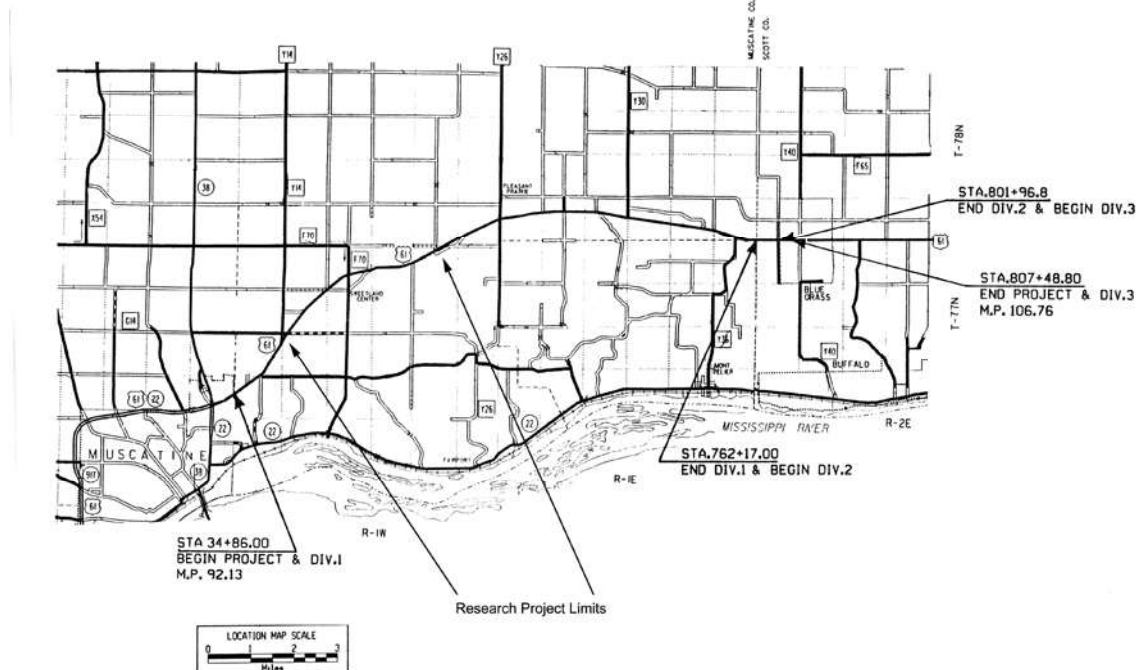 MUSCATINE CO.
SCOTT CO.
Y14
Y26
Y30
T-78N
Y40
F65
38
Y14
PLEASANT
PRAIRIE
X54
STA.801+96.8
END DIV.2 & BEGIN DIV.3
F70
61
F70
61
SWEETLAND
CENTER
BLUE
GRASS
STA.807+48.80
END PROJECT & DIV.3
M.P. 106.76
T-77N
G14
61
Y36
Y40
BUFFALO
MONT
PELIER
61
22
Y26
22
22
22
MISSISSIPPI RIVER
R-2E
MUSCATINE
FAIRPORT
38
61
STA.762+17.00
END DIV.1 & BEGIN DIV.2
R-1E
R-1W
STA 34+86.00
BEGIN PROJECT & DIV.1
M.P. 92.13
Research Project Limits
LOCATION MAP SCALE
0 1 2 3
Miles